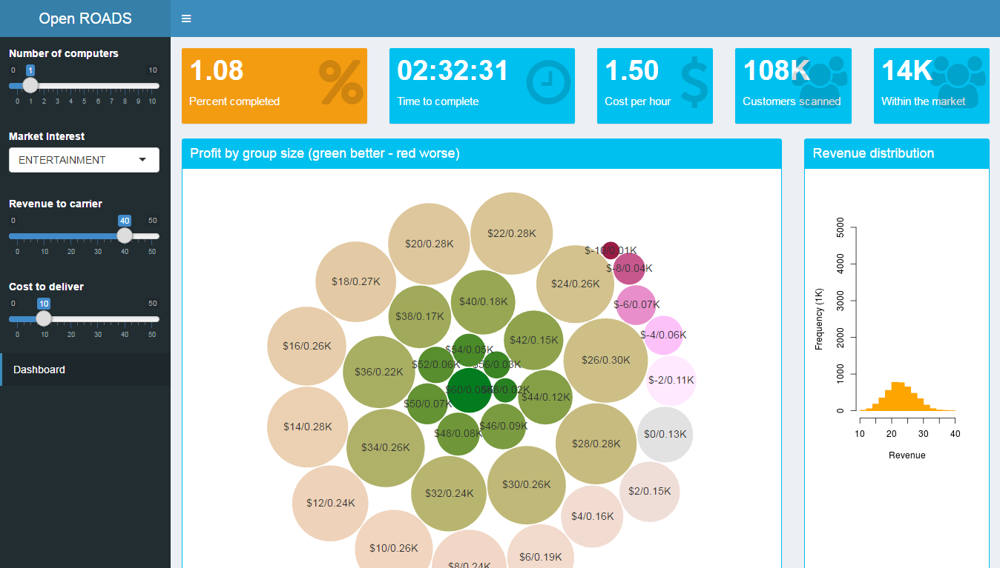 Open ROADS
Number of computers
0 1 10
0 1 2 3 4 5 6 7 8 9 10
Market Interest
ENTERTAINMENT
Revenue to carrier
0 40 50
0 10 20 30 40 50
Cost to deliver
0 10 50
0 10 20 30 40 50
Dashboard
1.08
Percent completed
%
02:32:31
Time to complete
1.50
Cost per hour
$
108K
Customers scanned
14K
Within the market
Profit by group size (green better - red worse)
$22/0.28K
$20/0.28K
$-10/0.01K
$-8/0.04K
$18/0.27K
$24/0.26K
$40/0.18K
$-6/0.07K
$38/0.17K
$-4/0.06K
$42/0.15K
$16/0.26K
$54/0.05K
$26/0.30K
$52/0.06K
$56/0.03K
$36/0.22K
$-2/0.11K
$44/0.12K
$50/0.07K
$14/0.28K
$46/0.09K
$48/0.08K
$0/0.13K
$28/0.28K
$34/0.26K
$30/0.26K
$2/0.15K
$32/0.24K
$12/0.24K
$4/0.16K
$10/0.26K
$6/0.19K
$8/0.24K
Revenue distribution
Frequency (1K)
5000
4000
3000
2000
1000
0
10 20 30 40
Revenue